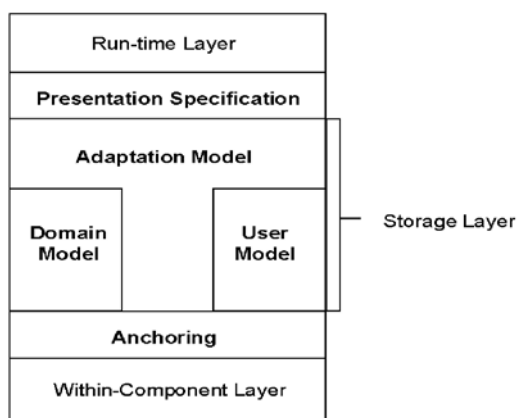 Run-time Layer
Presentation Specification
Adaptation Model
Domain
Model
User
Model
Storage Layer
Anchoring
Within-Component Layer